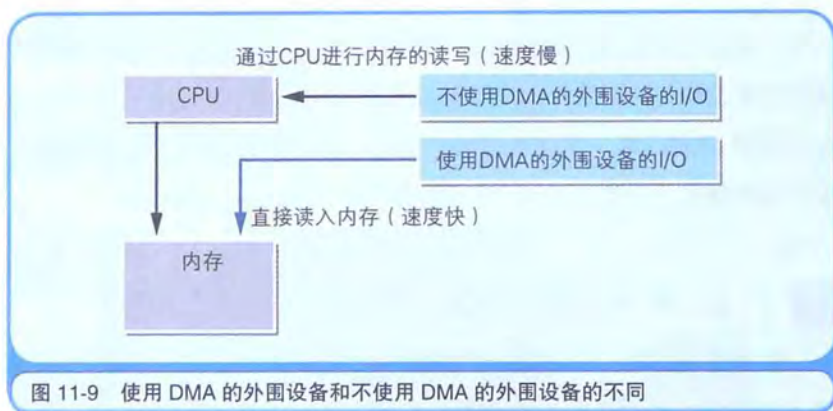 通过CPU进行内存的读写（速度慢）
CPU
不使用DMA的外围设备的I/O
使用DMA的外围设备的I/O
直接读入内存（速度快）
内存
图 11-9 使用 DMA 的外围设备和不使用 DMA 的外围设备的不同